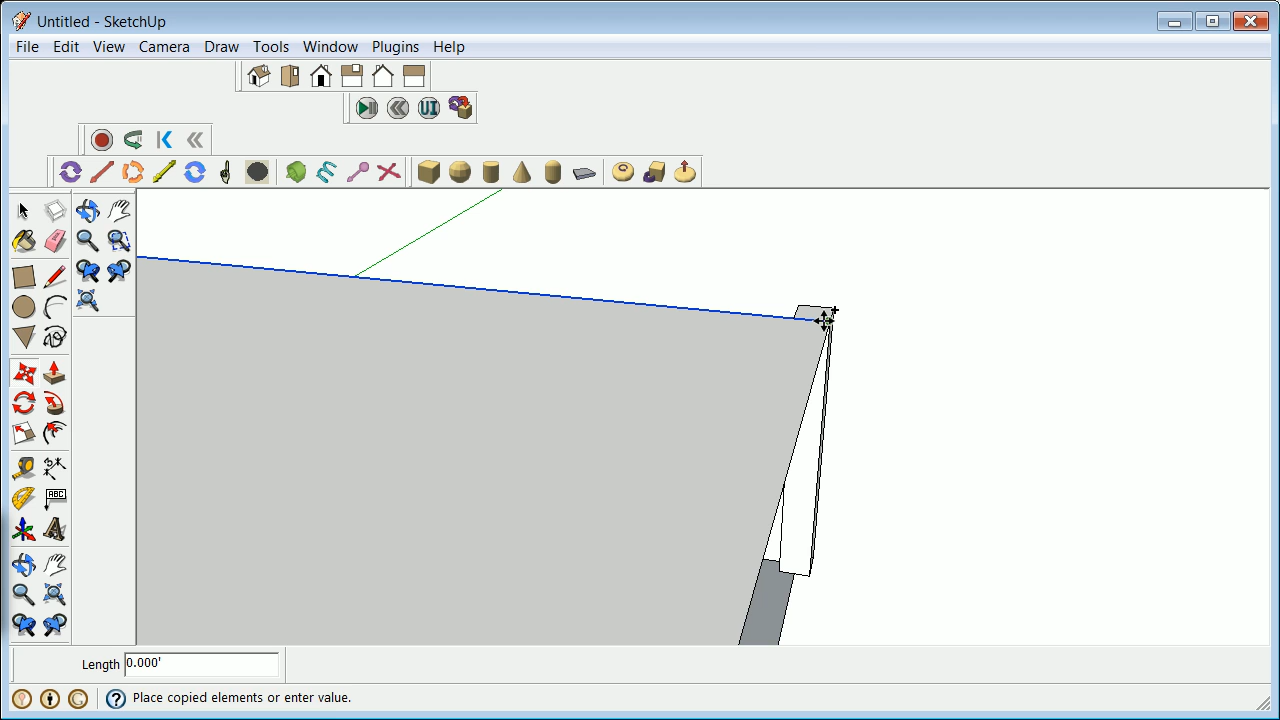 Untitled - SketchUp
File Edit View Camera Draw Tools Window Plugins Help
UI
ABC
A
Length 0.000'
G
? Place copied elements or enter value.